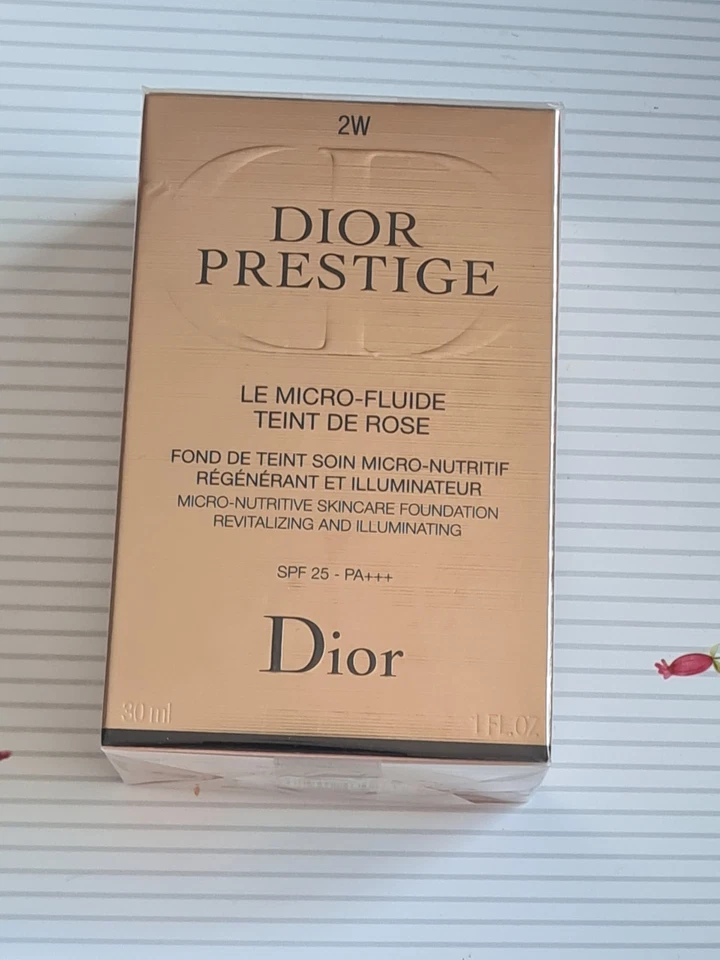 2W
DIOR
PRESTIGE
LE MICRO-FLUIDE
TEINT DE ROSE
FOND DE TEINT SOIN MICRO-NUTRITIF
RÉGÉNÉRANT ET ILLUMINATEUR
MICRO-NUTRITIVE SKINCARE FOUNDATION
REVITALIZING AND ILLUMINATING
SPF 25 - PA+++
Dior
30 ml 1 FL.OZ